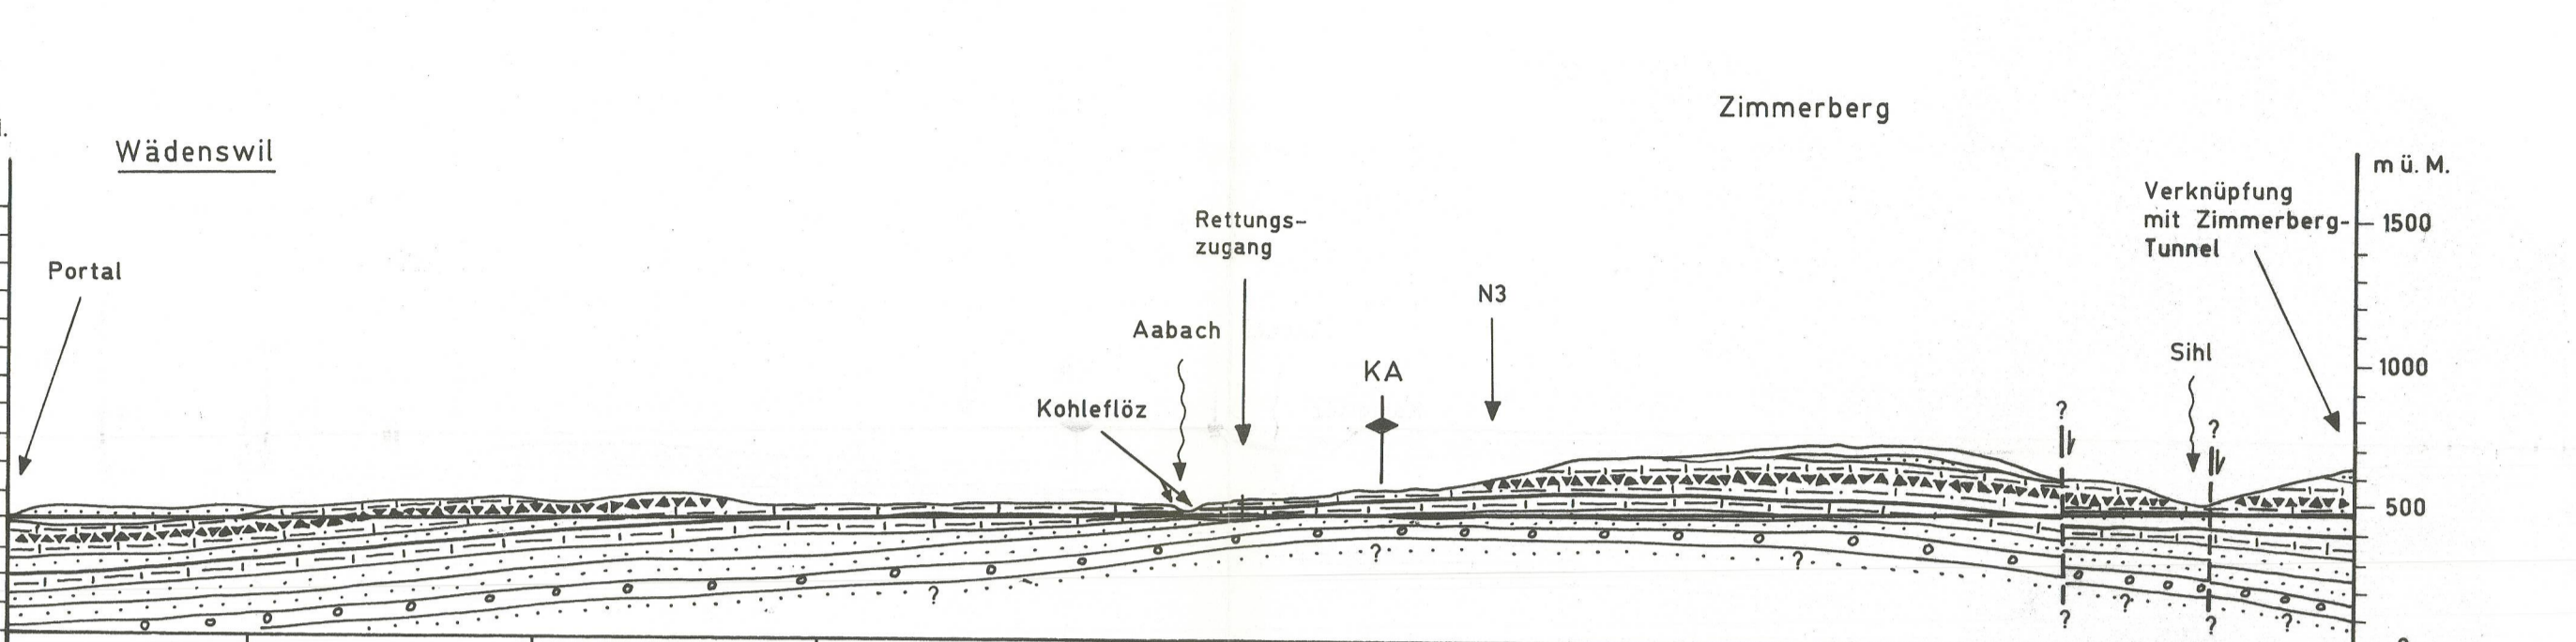 Zimmerberg
Wädenswil
m ü. M.
Verknüpfung
mit Zimmerberg-
Tunnel
1500
Rettungs-
zugang
Portal
N3
Aabach
Sihl
1000
KA
Kohleflöz
?
?
500
?
?
?
?
?
?
?